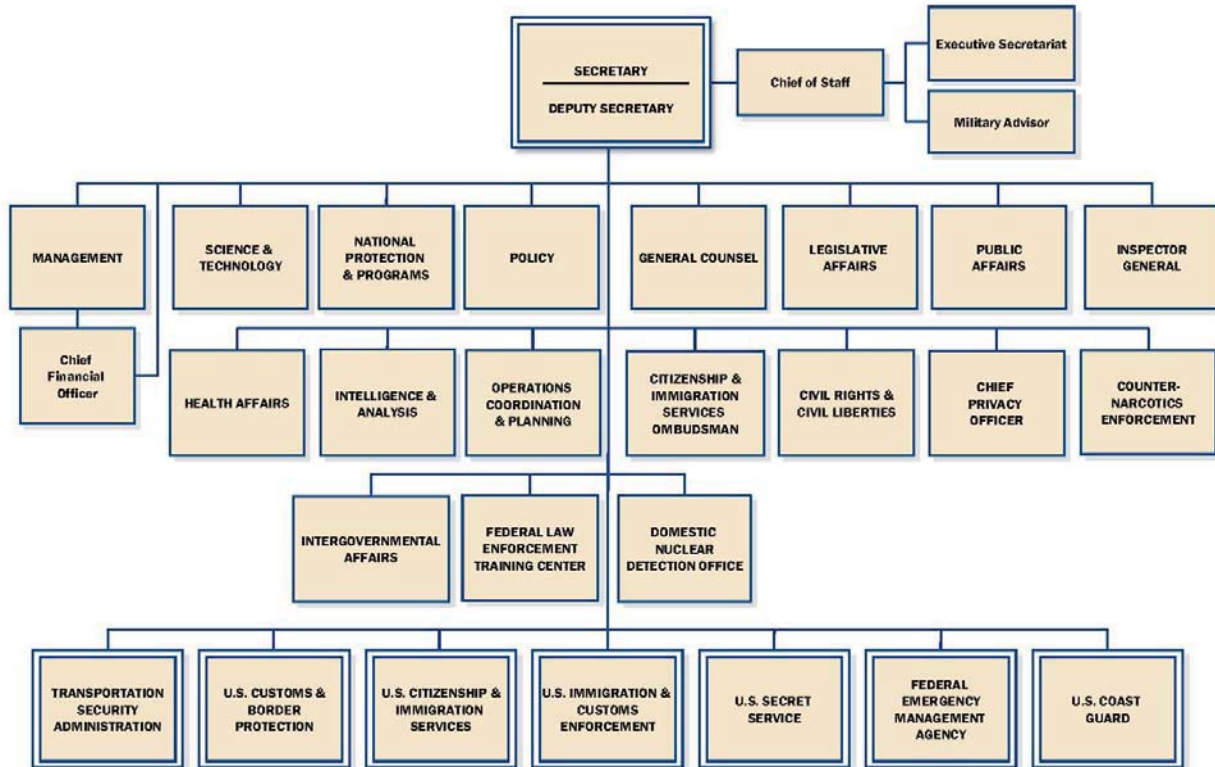 SECRETARY
DEPUTY SECRETARY
Chief of Staff
Executive Secretariat
Military Advisor
MANAGEMENT
SCIENCE &
TECHNOLOGY
NATIONAL
PROTECTION
& PROGRAMS
POLICY
GENERAL COUNSEL
LEGISLATIVE
AFFAIRS
PUBLIC
AFFAIRS
INSPECTOR
GENERAL
Chief
Financial
Officer
HEALTH AFFAIRS
INTELLIGENCE &
ANALYSIS
OPERATIONS
COORDINATION
& PLANNING
CITIZENSHIP &
IMMIGRATION
SERVICES
OMBUDSMAN
CIVIL RIGHTS &
CIVIL LIBERTIES
CHIEF
PRIVACY
OFFICER
COUNTER-
NARCOTICS
ENFORCEMENT
INTERGOVERNMENTAL
AFFAIRS
FEDERAL LAW
ENFORCEMENT
TRAINING CENTER
DOMESTIC
NUCLEAR
DETECTION OFFICE
TRANSPORTATION
SECURITY
ADMINISTRATION
U.S. CUSTOMS &
BORDER
PROTECTION
U.S. CITIZENSHIP &
IMMIGRATION
SERVICES
U.S. IMMIGRATION &
CUSTOMS
ENFORCEMENT
U.S. SECRET
SERVICE
FEDERAL
EMERGENCY
MANAGEMENT
AGENCY
U.S. COAST
GUARD